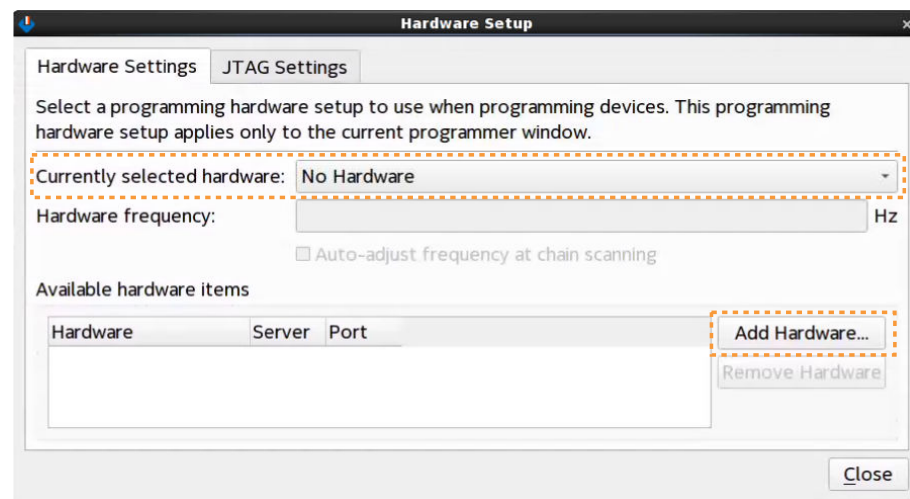 Hardware Setup
×
Hardware Settings
JTAG Settings
Select a programming hardware setup to use when programming devices. This programming
hardware setup applies only to the current programmer window.
Currently selected hardware: No Hardware
Hardware frequency: Hz
Auto-adjust frequency at chain scanning
Available hardware items
Hardware Server Port
Add Hardware...
Remove Hardware
Close